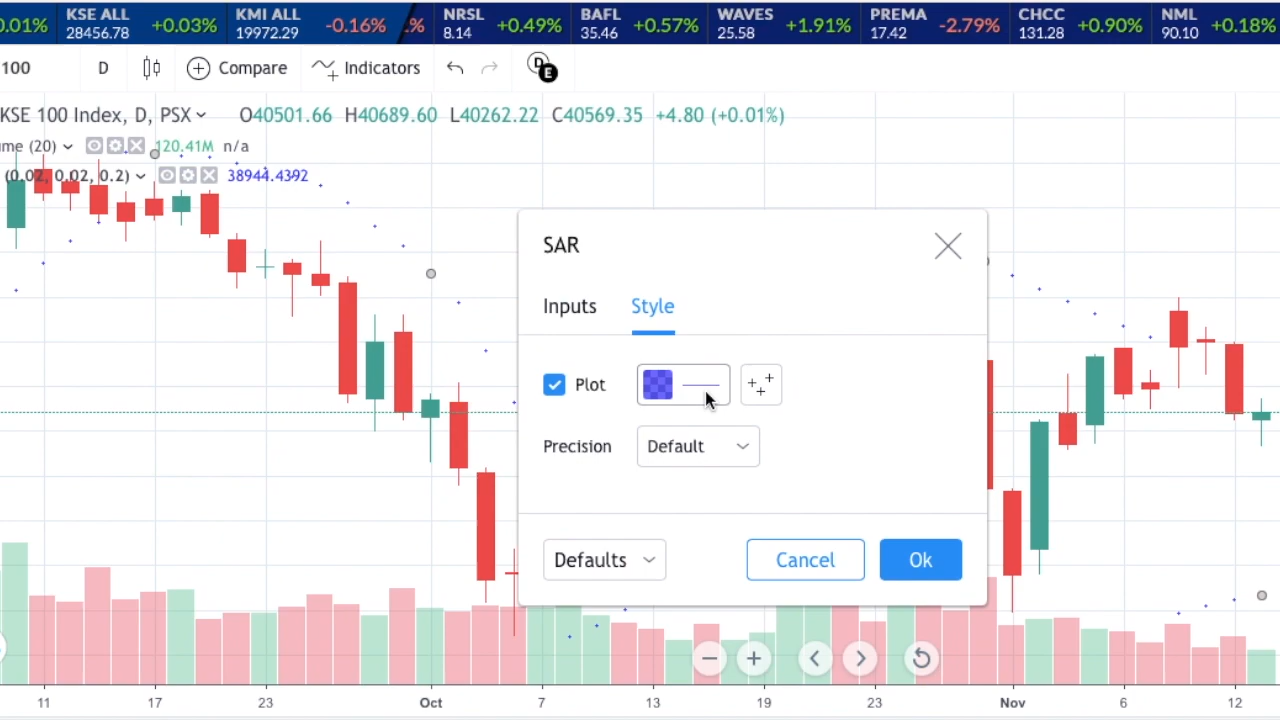 0.01% KSE ALL 28456.78 +0.03% KMI ALL 19972.29 -0.16% % NRSL 8.14 +0.49% BAFL 35.46 +0.57% WAVES 25.58 +1.91% PREMA 17.42 -2.79% CHCC 131.28 +0.90% NML 90.10 +0.18%
100 D Compare Indicators D E
KSE 100 Index, D, PSX O40501.66 H40689.60 L40262.22 C40569.35 +4.80 (+0.01%)
me (20) 120.41M n/a
(0.02, 0.02, 0.2) 38944.4392
SAR
Inputs Style
Plot
Precision Default
Defaults Cancel Ok
11 17 23 Oct 7 13 19 23 Nov 6 12